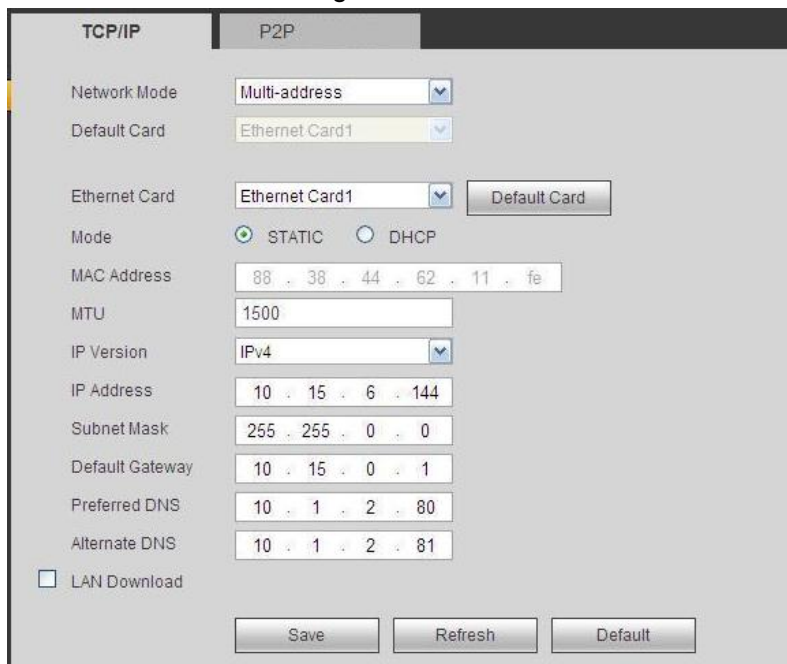 TCP/IP P2P
Network Mode Multi-address
Default Card Ethernet Card1
Ethernet Card Ethernet Card1 Default Card
Mode STATIC DHCP
MAC Address 88 . 38 . 44 . 62 . 11 . fe
MTU 1500
IP Version IPv4
IP Address 10 . 15 . 6 . 144
Subnet Mask 255 . 255 . 0 . 0
Default Gateway 10 . 15 . 0 . 1
Preferred DNS 10 . 1 . 2 . 80
Alternate DNS 10 . 1 . 2 . 81
LAN Download
Save Refresh Default